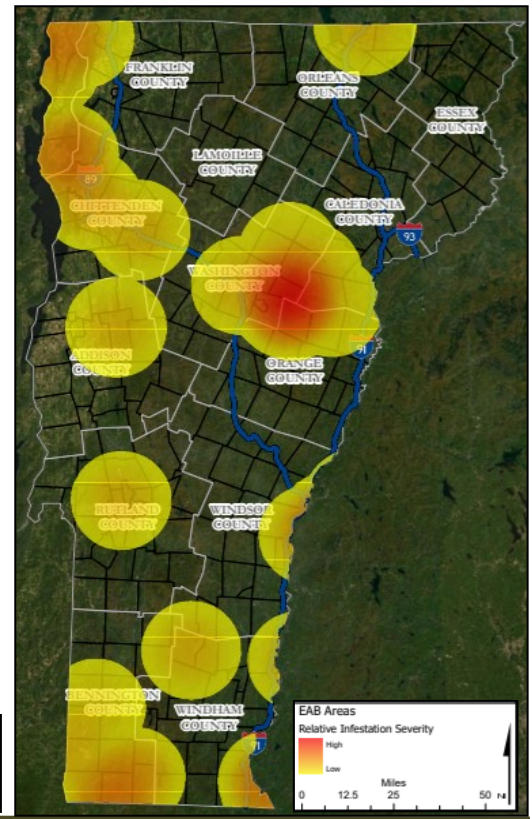 FRANKLIN
COUNTY
ORLEANS
COUNTY
ESSEX
COUNTY
LAMOILLE
COUNTY
89
CHITTENDEN
COUNTY
CALEDONIA
COUNTY
93
WASHINGTON
COUNTY
91
ADDISON
COUNTY
ORANGE
COUNTY
RUTLAND
COUNTY
WINDSOR
COUNTY
BENNINGTON
COUNTY
WINDHAM
COUNTY
91
EAB Areas
Relative Infestation Severity
High
Low
Miles
0 12.5 25 50
N